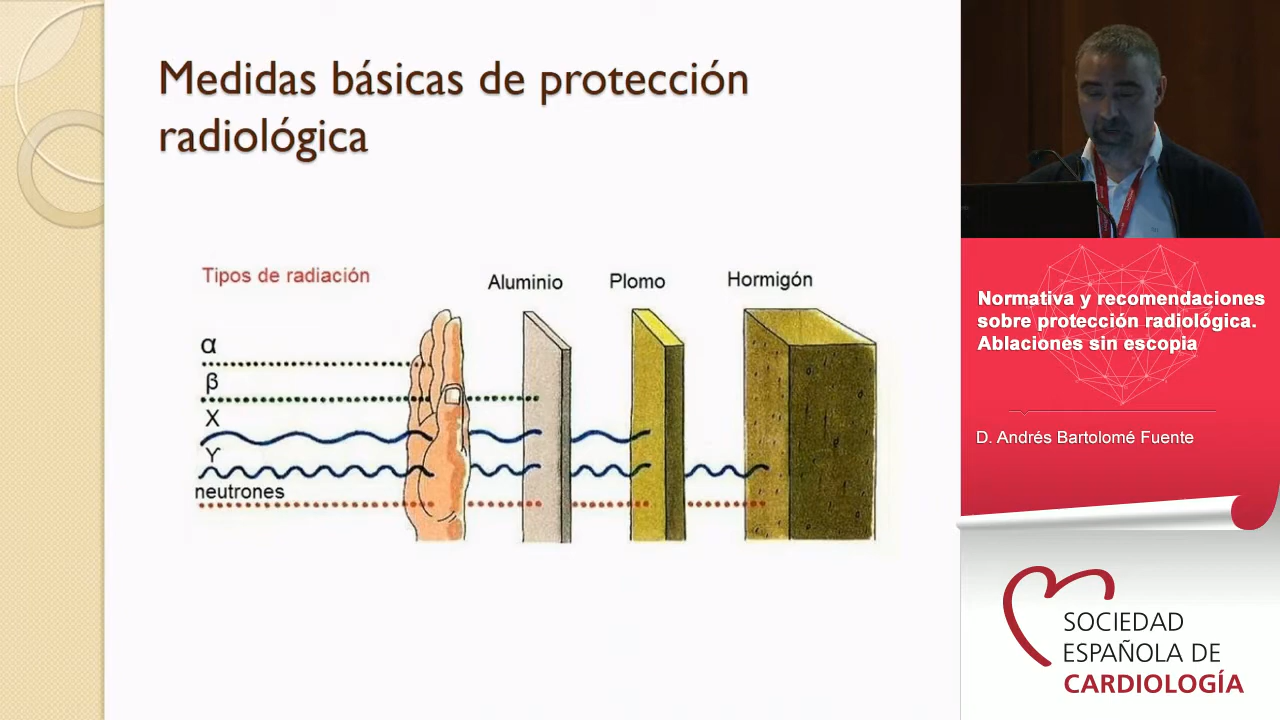 Medidas básicas de protección
radiológica
Tipos de radiación
Aluminio
Plomo
Hormigón
α
β
X
γ
neutrones
Normativa y recomendaciones
sobre protección radiológica.
Ablaciones sin escopia
D. Andrés Bartolomé Fuente
SOCIEDAD
ESPAÑOLA DE
CARDIOLOGÍA